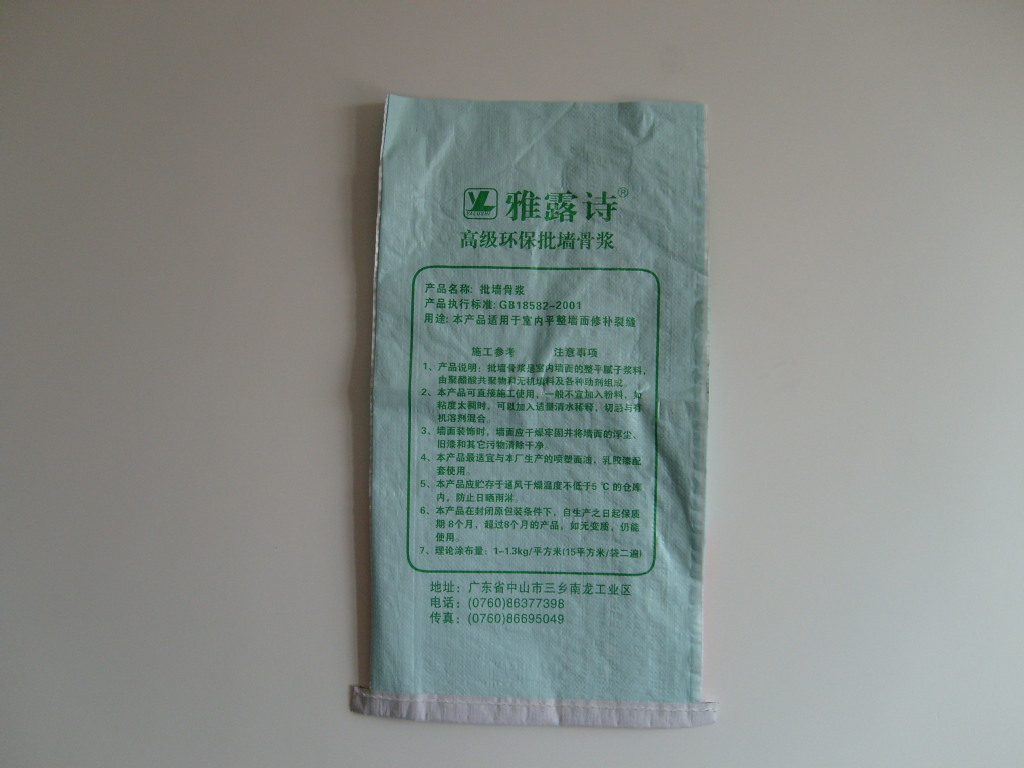 YL 雅露诗®
YALUSHI
高级环保批墙骨浆
产品名称: 批墙骨浆
产品执行标准: GB18582-2001
用途: 本产品适用于室内平整墙面修补裂缝
施工参考 注意事项
1、产品说明：批墙骨浆是室内墙面的整平腻子浆料，
由聚醋酸共聚物和无机填料及各种助剂组成。
2、本产品可直接施工使用，一般不宜加入粉料，如
粘度太稠时，可以加入适量清水稀释，切忌与有
机溶剂混合。
3、墙面装饰时，墙面应干燥牢固并将墙面的浮尘、
旧漆和其它污物清除干净。
4、本产品最适宜与本厂生产的喷塑面油，乳胶漆配
套使用。
5、本产品应贮存于通风干燥温度不低于5℃的仓库
内，防止日晒雨淋。
6、本产品在封闭原包装条件下，自生产之日起保质
期8个月，超过8个月的产品，如无变质，仍能
使用。
7、理论涂布量：1-1.3kg/平方米(15平方米/袋二遍)
地址：广东省中山市三乡南龙工业区
电话：(0760)86377398
传真：(0760)86695049